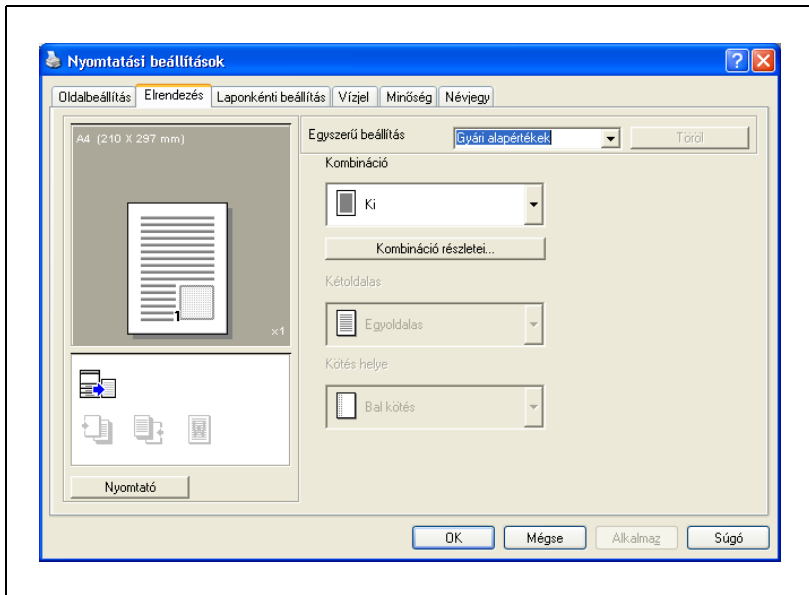 Nyomtatási beállítások
Oldalbeállítás Elrendezés Laponkénti beállítás Vízjel Minőség Névjegy
A4 (210 X 297 mm)
1
x1
Nyomtató
Egyszerű beállítás Gyári alapértékek Töröl
Kombináció
Ki
Kombináció részletei...
Kétoldalas
Egyoldalas
Kötés helye
Bal kötés
OK Mégse Alkalmaz Súgó